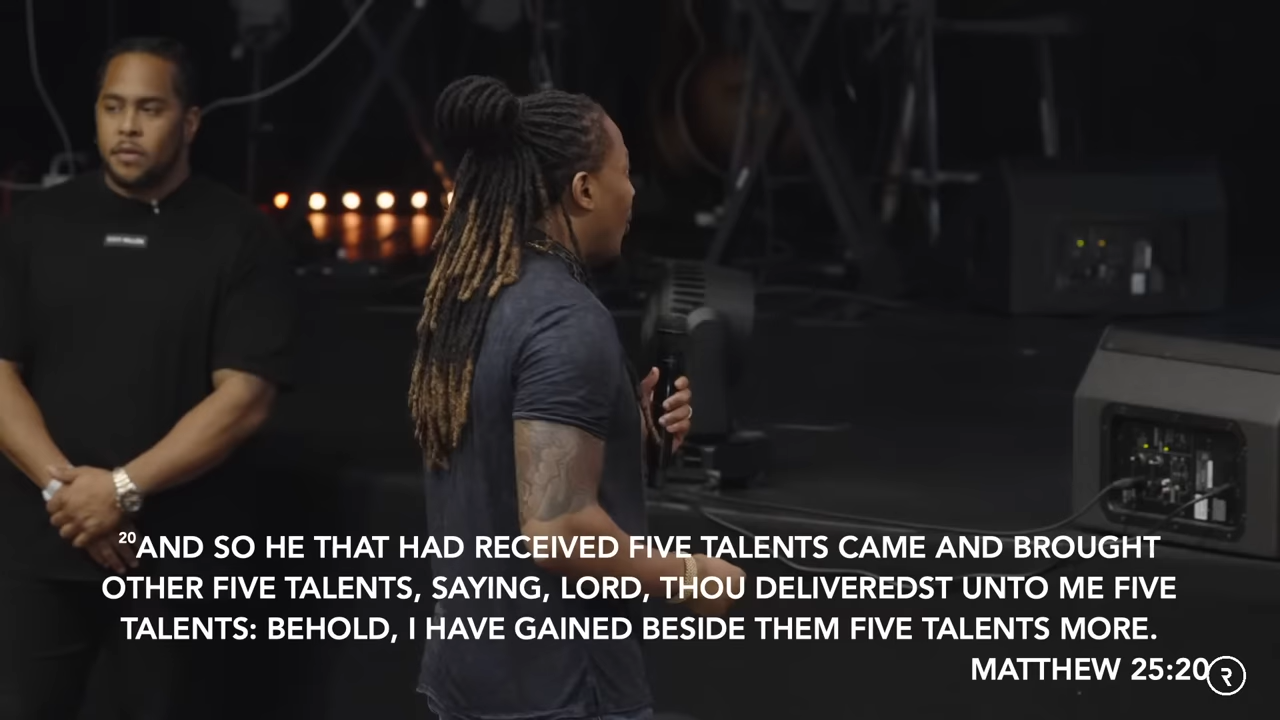 ²⁰AND SO HE THAT HAD RECEIVED FIVE TALENTS CAME AND BROUGHT
OTHER FIVE TALENTS, SAYING, LORD, THOU DELIVEREDST UNTO ME FIVE
TALENTS: BEHOLD, I HAVE GAINED BESIDE THEM FIVE TALENTS MORE.
MATTHEW 25:20